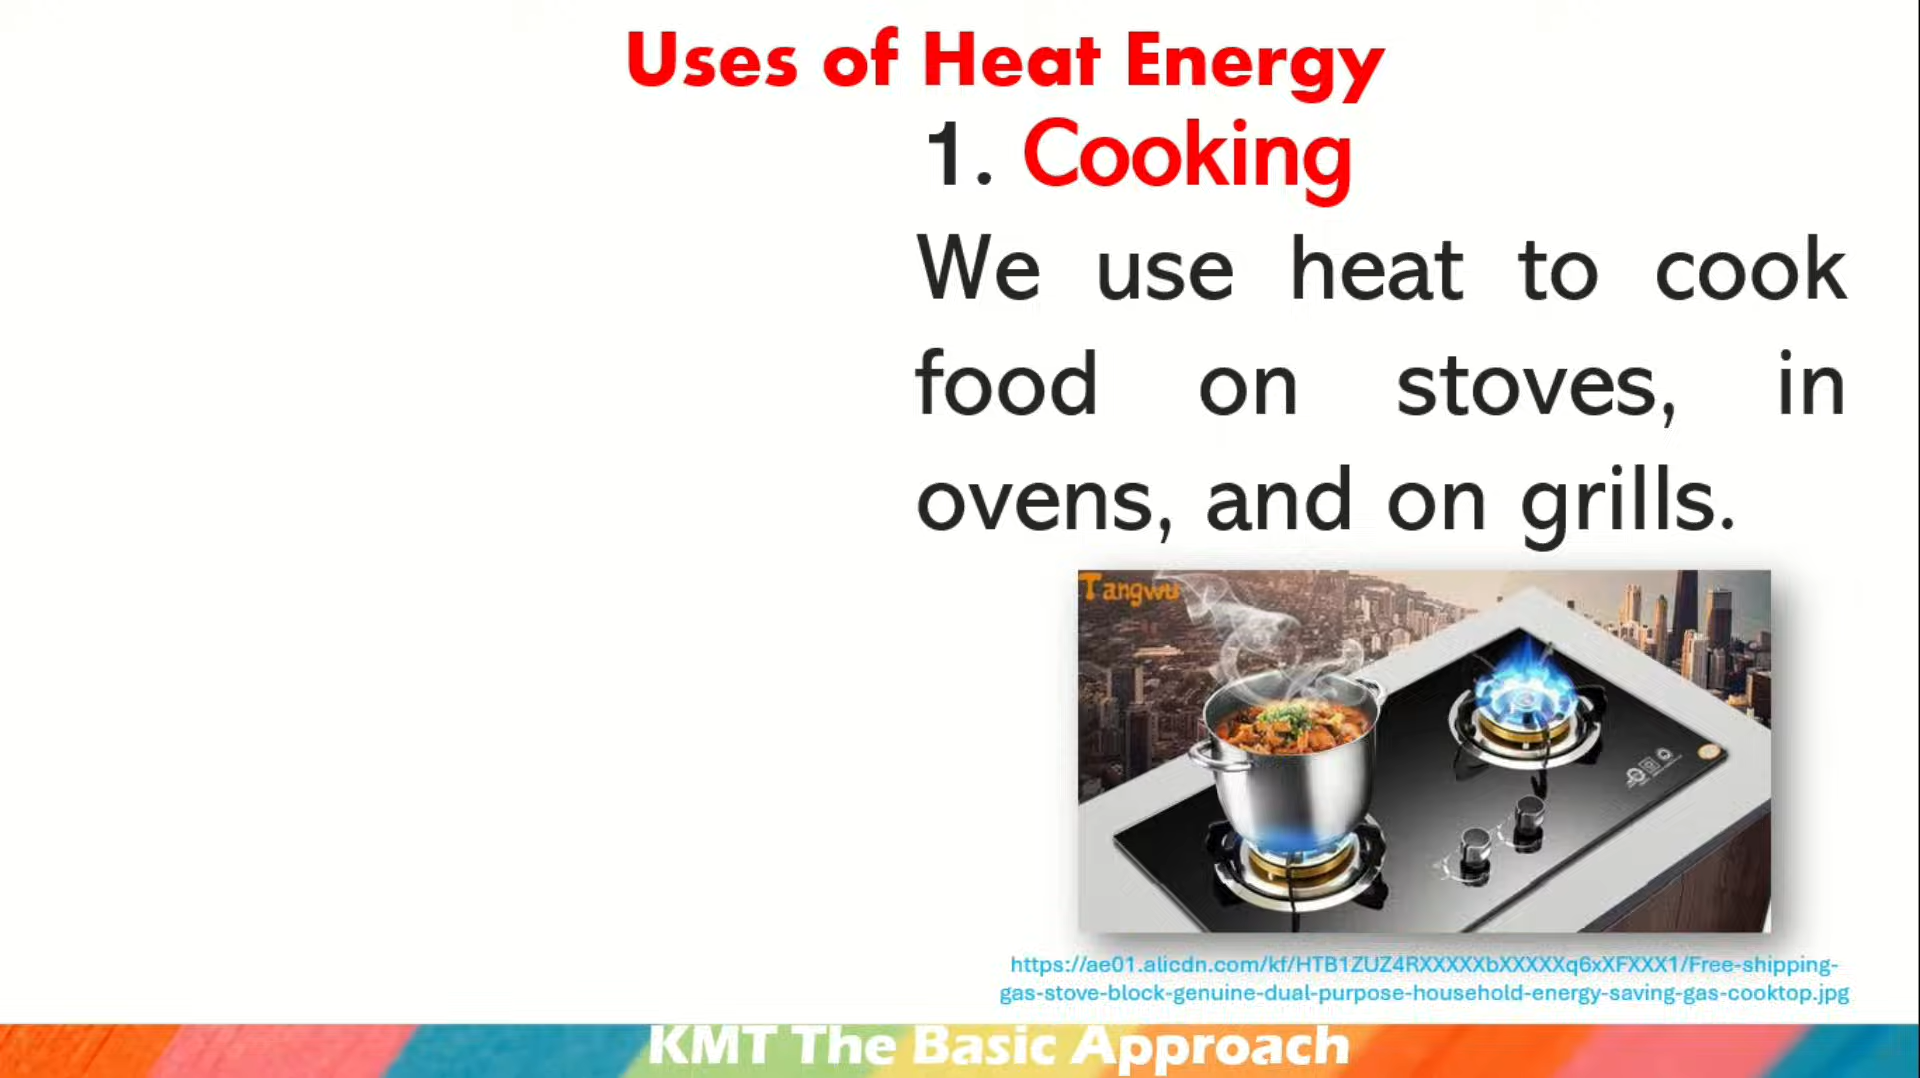 Uses of Heat Energy
1. Cooking
We use heat to cook
food on stoves, in
ovens, and on grills.
Tangwu
https://ae01.alicdn.com/kf/HTB1ZUZ4RXXXXXbXXXXXq6xXFXXX1/Free-shipping-
gas-stove-block-genuine-dual-purpose-household-energy-saving-gas-cooktop.jpg
KMT The Basic Approach